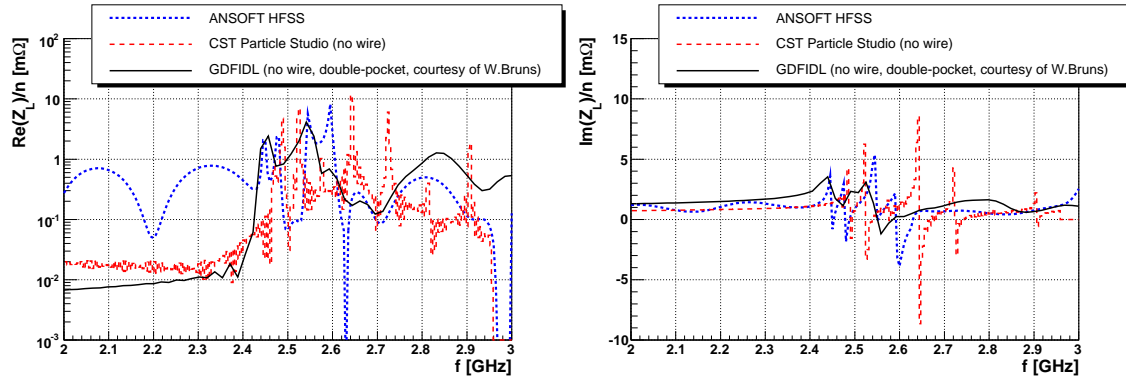 ANSOFT HFSS
CST Particle Studio (no wire)
GDFIDL (no wire, double-pocket, courtesy of W.Bruns)
Re(Z_L)/n [mΩ]
10^2
10
1
10^-1
10^-2
10^-3
2 2.1 2.2 2.3 2.4 2.5 2.6 2.7 2.8 2.9 3
f [GHz]
ANSOFT HFSS
CST Particle Studio (no wire)
GDFIDL (no wire, double-pocket, courtesy of W.Bruns)
Im(Z_L)/n [mΩ]
15
10
5
0
-5
-10
2 2.1 2.2 2.3 2.4 2.5 2.6 2.7 2.8 2.9 3
f [GHz]